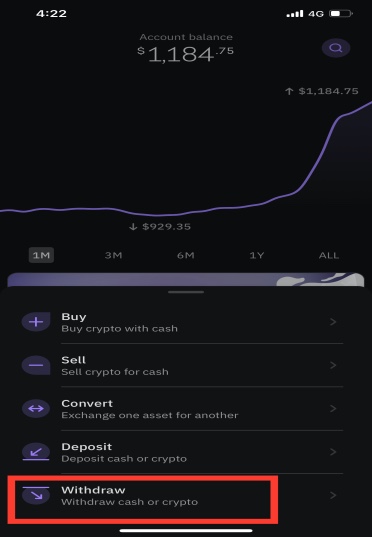 4:22
4G
Account balance
$1,184.75
↑ $1,184.75
↓ $929.35
1M 3M 6M 1Y ALL
Buy
Buy crypto with cash
Sell
Sell crypto for cash
Convert
Exchange one asset for another
Deposit
Deposit cash or crypto
Withdraw
Withdraw cash or crypto